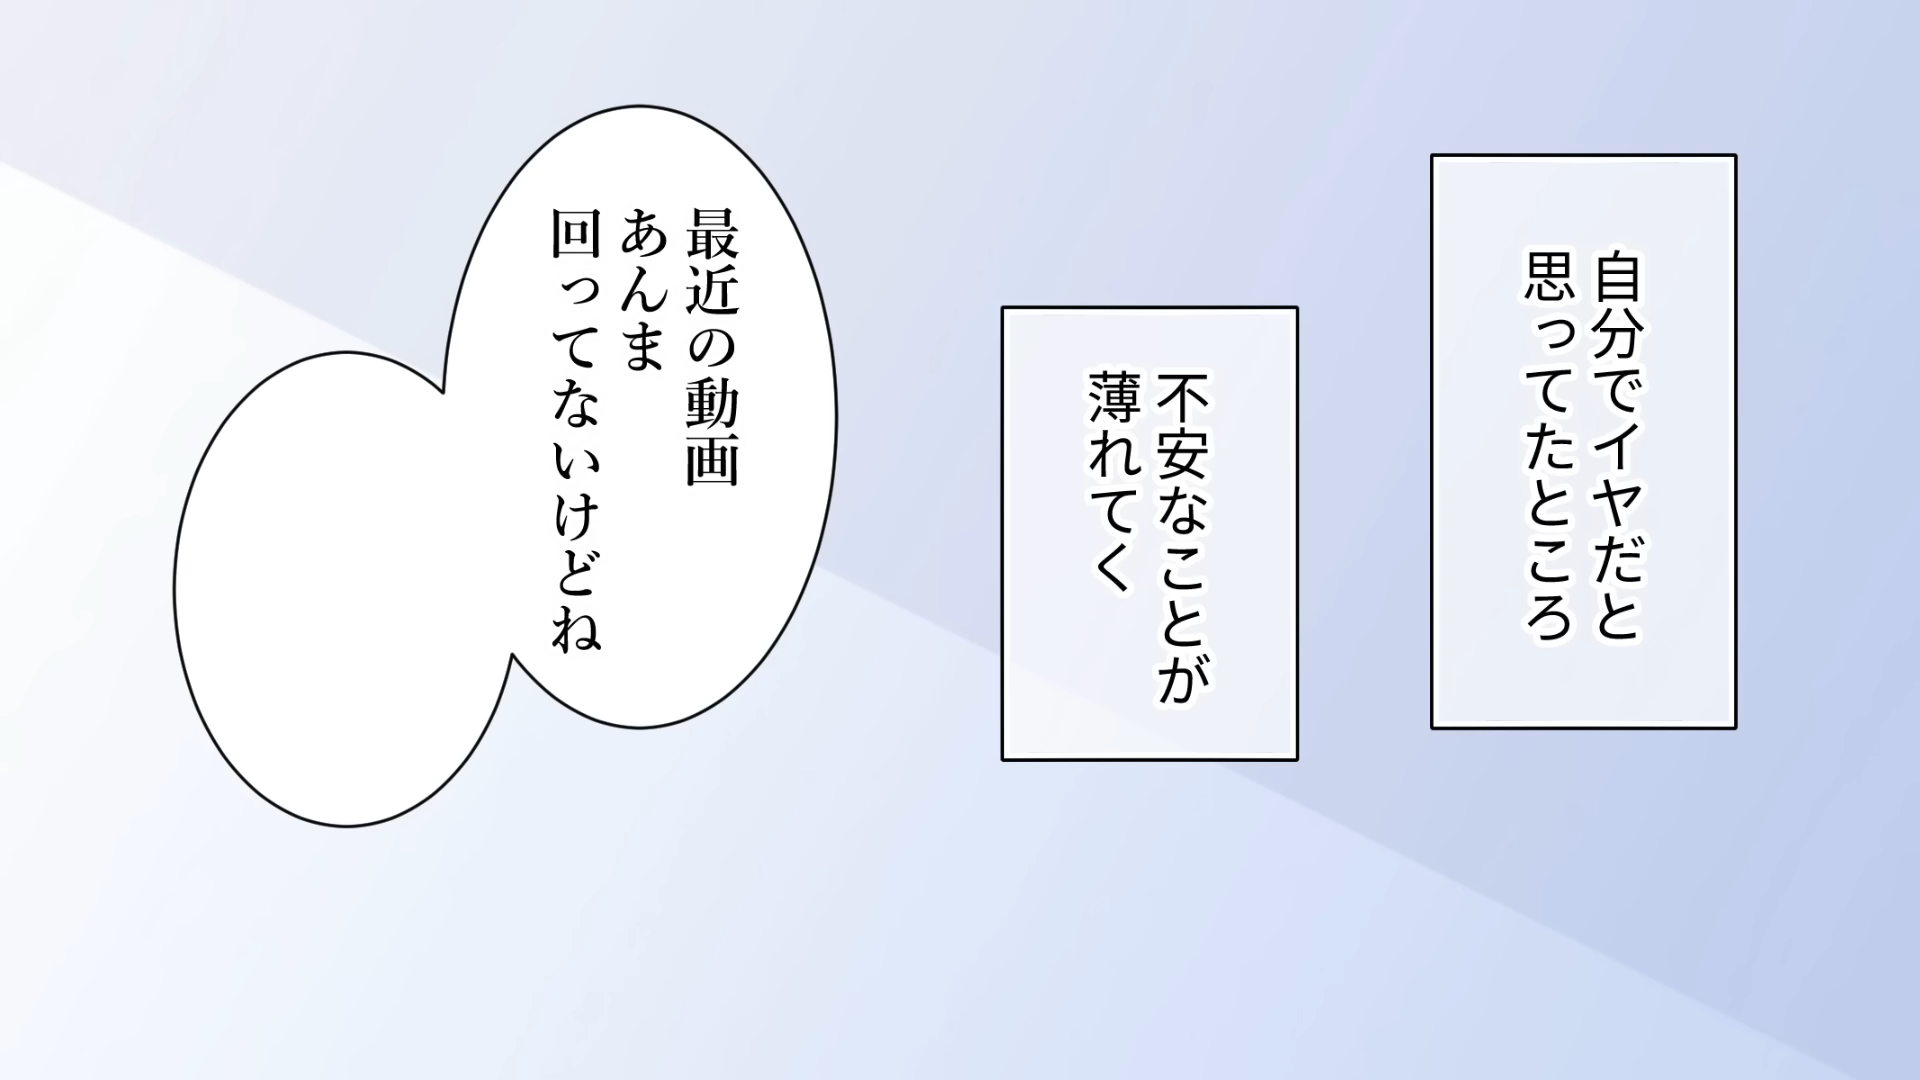 自分でイヤだと
思ってたところ
不安なことが
薄れてく
最近の動画
あんま
回ってないけどね